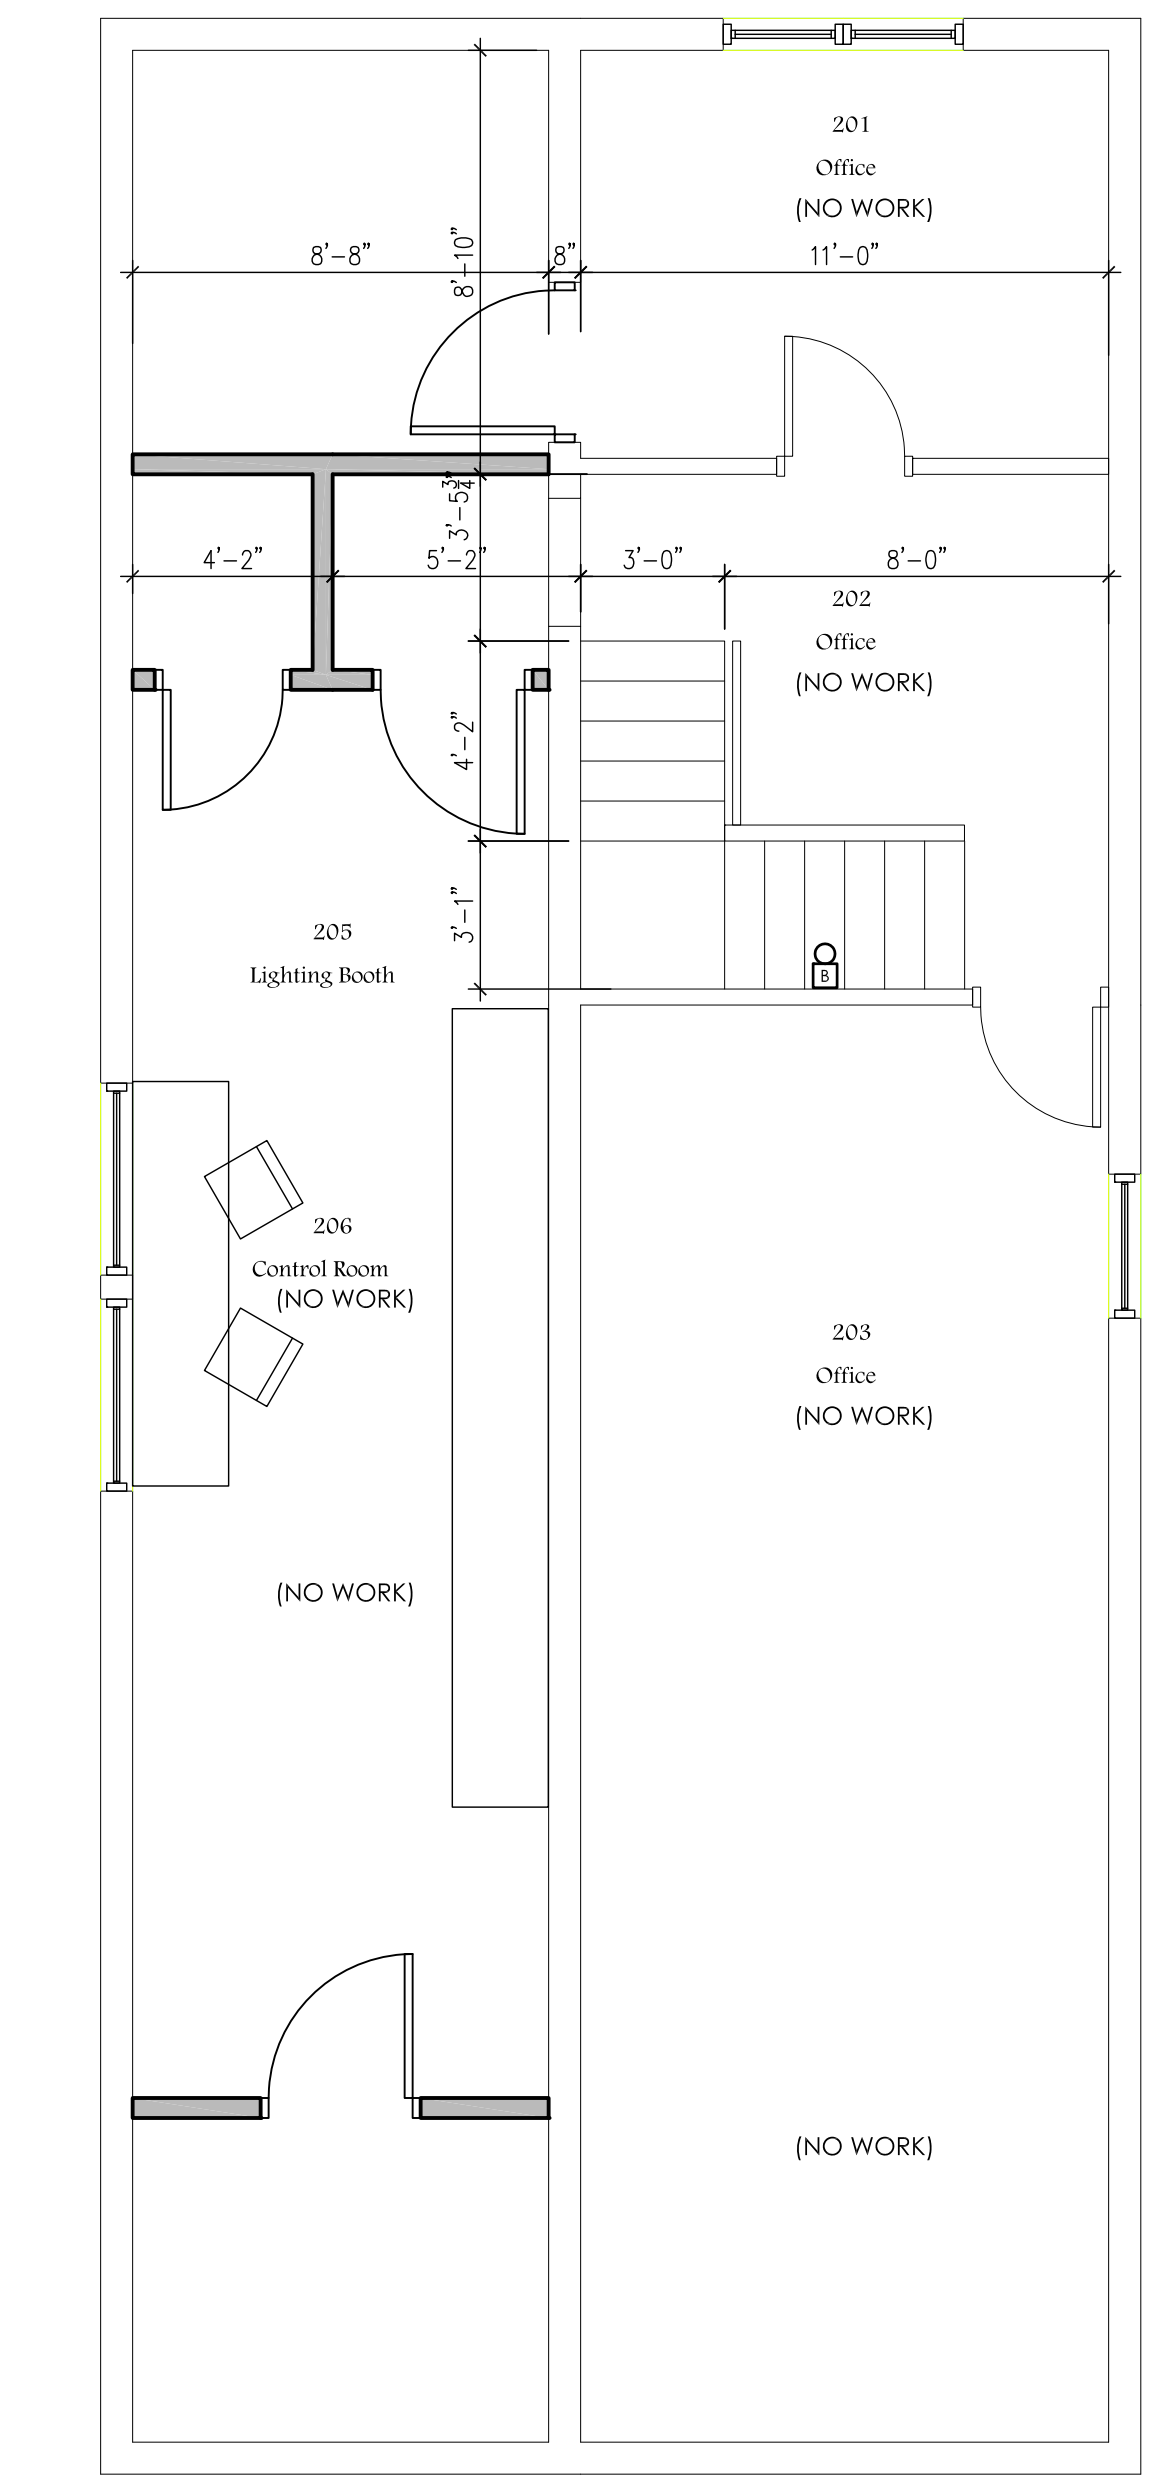 201
Office
(NO WORK)
8'-8"
8'-10"
8"
11'-0"
3'-5 3/4"
4'-2"
5'-2"
3'-0"
8'-0"
202
Office
(NO WORK)
4'-2"
3'-1"
205
Lighting Booth
B
206
Control Room
(NO WORK)
203
Office
(NO WORK)
(NO WORK)
(NO WORK)